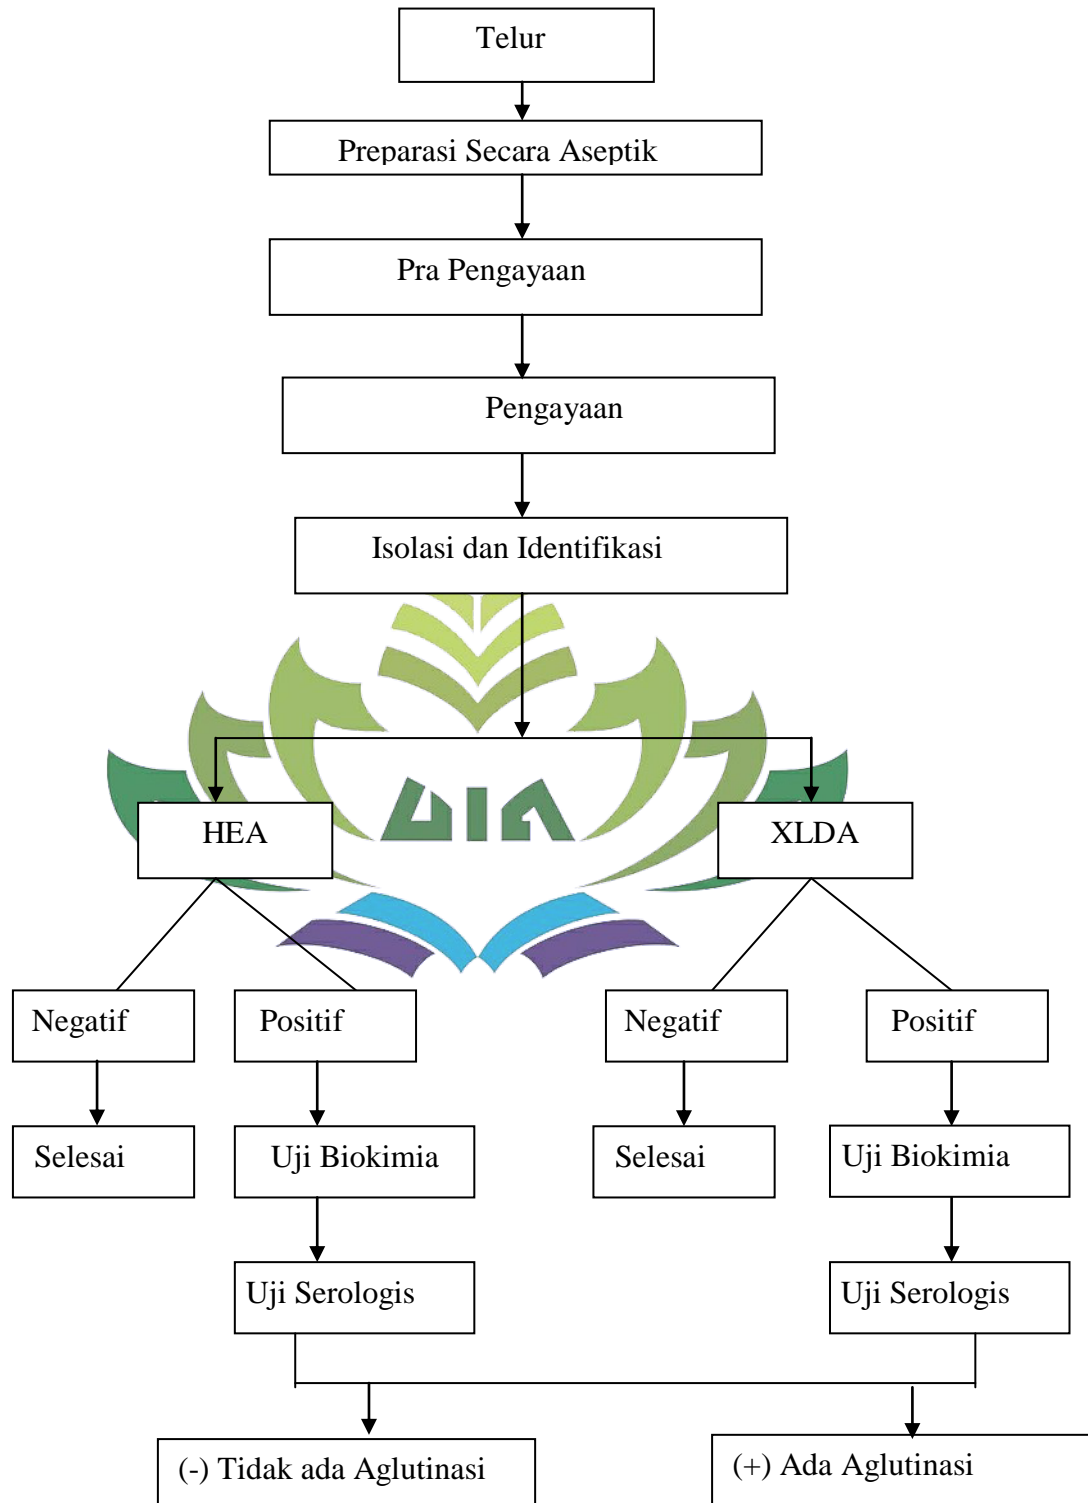 Telur
Preparasi Secara Aseptik
Pra Pengayaan
Pengayaan
Isolasi dan Identifikasi
UIA
HEA
XLDA
Negatif
Positif
Negatif
Positif
Selesai
Uji Biokimia
Selesai
Uji Biokimia
Uji Serologis
Uji Serologis
(-) Tidak ada Aglutinasi
(+) Ada Aglutinasi